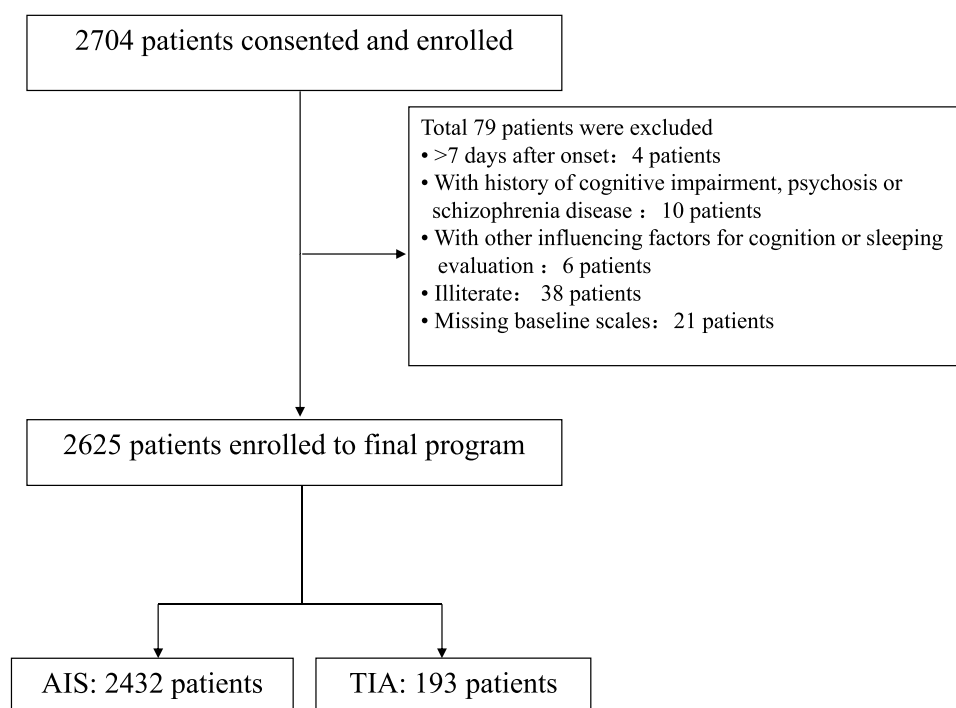 2704 patients consented and enrolled
Total 79 patients were excluded
• >7 days after onset：4 patients
• With history of cognitive impairment, psychosis or
schizophrenia disease ：10 patients
• With other influencing factors for cognition or sleeping
evaluation ：6 patients
• Illiterate： 38 patients
• Missing baseline scales：21 patients
2625 patients enrolled to final program
AIS: 2432 patients
TIA: 193 patients